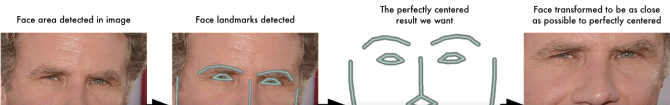 Face area detected in image
Face landmarks detected
The perfectly centered
result we want
Face transformed to be as close
as possible to perfectly centered